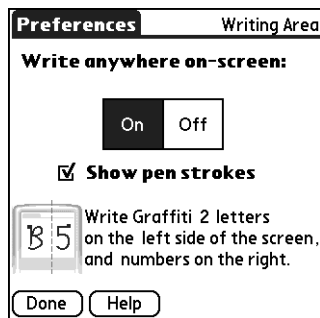 Preferences Writing Area
Write anywhere on-screen:
On Off
Show pen strokes
B 5
Write Graffiti 2 letters
on the left side of the screen,
and numbers on the right.
Done Help